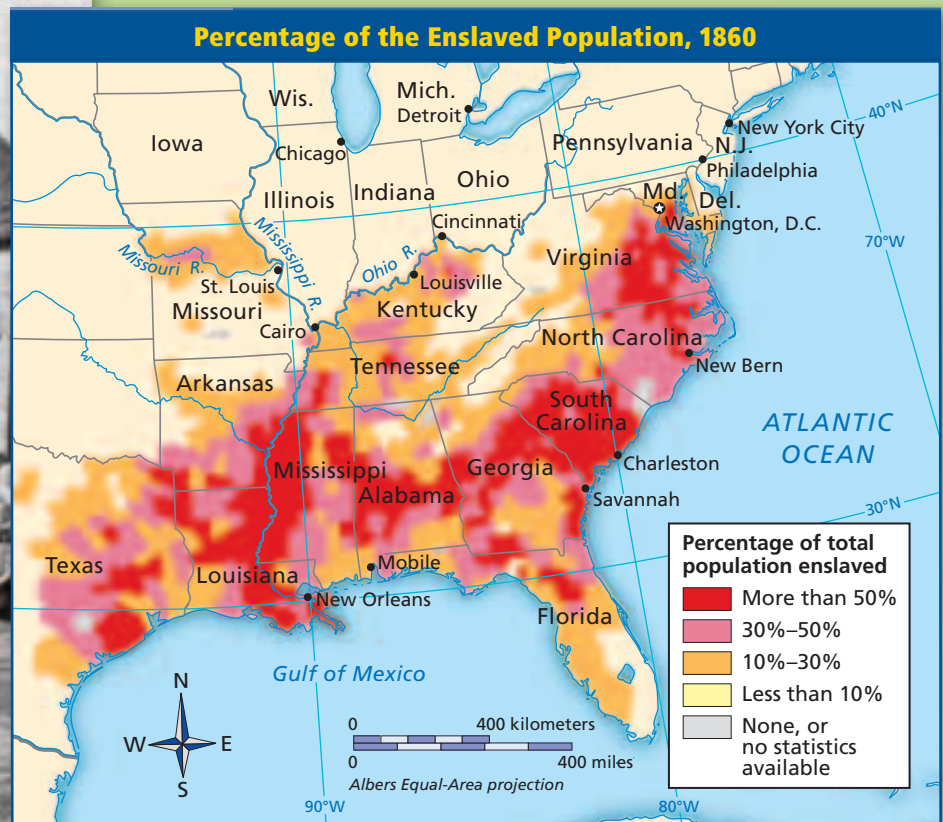 Percentage of the Enslaved Population, 1860
Wis.
Mich.
Detroit
40°N
Iowa
Chicago
Pennsylvania
New York City
N.J.
Philadelphia
Illinois
Indiana
Ohio
Md.
Del.
Washington, D.C.
Cincinnati
70°W
Mississippi R.
Missouri R.
Ohio R.
Virginia
St. Louis
Louisville
Missouri
Kentucky
Cairo
North Carolina
New Bern
Tennessee
Arkansas
South
Carolina
ATLANTIC
OCEAN
Mississippi
Alabama
Georgia
Charleston
Savannah
30°N
Texas
Louisiana
Mobile
New Orleans
Florida
Gulf of Mexico
Percentage of total
population enslaved
More than 50%
30%–50%
10%–30%
Less than 10%
None, or
no statistics
available
N
W
E
S
0
400 kilometers
0
400 miles
Albers Equal-Area projection
90°W
80°W